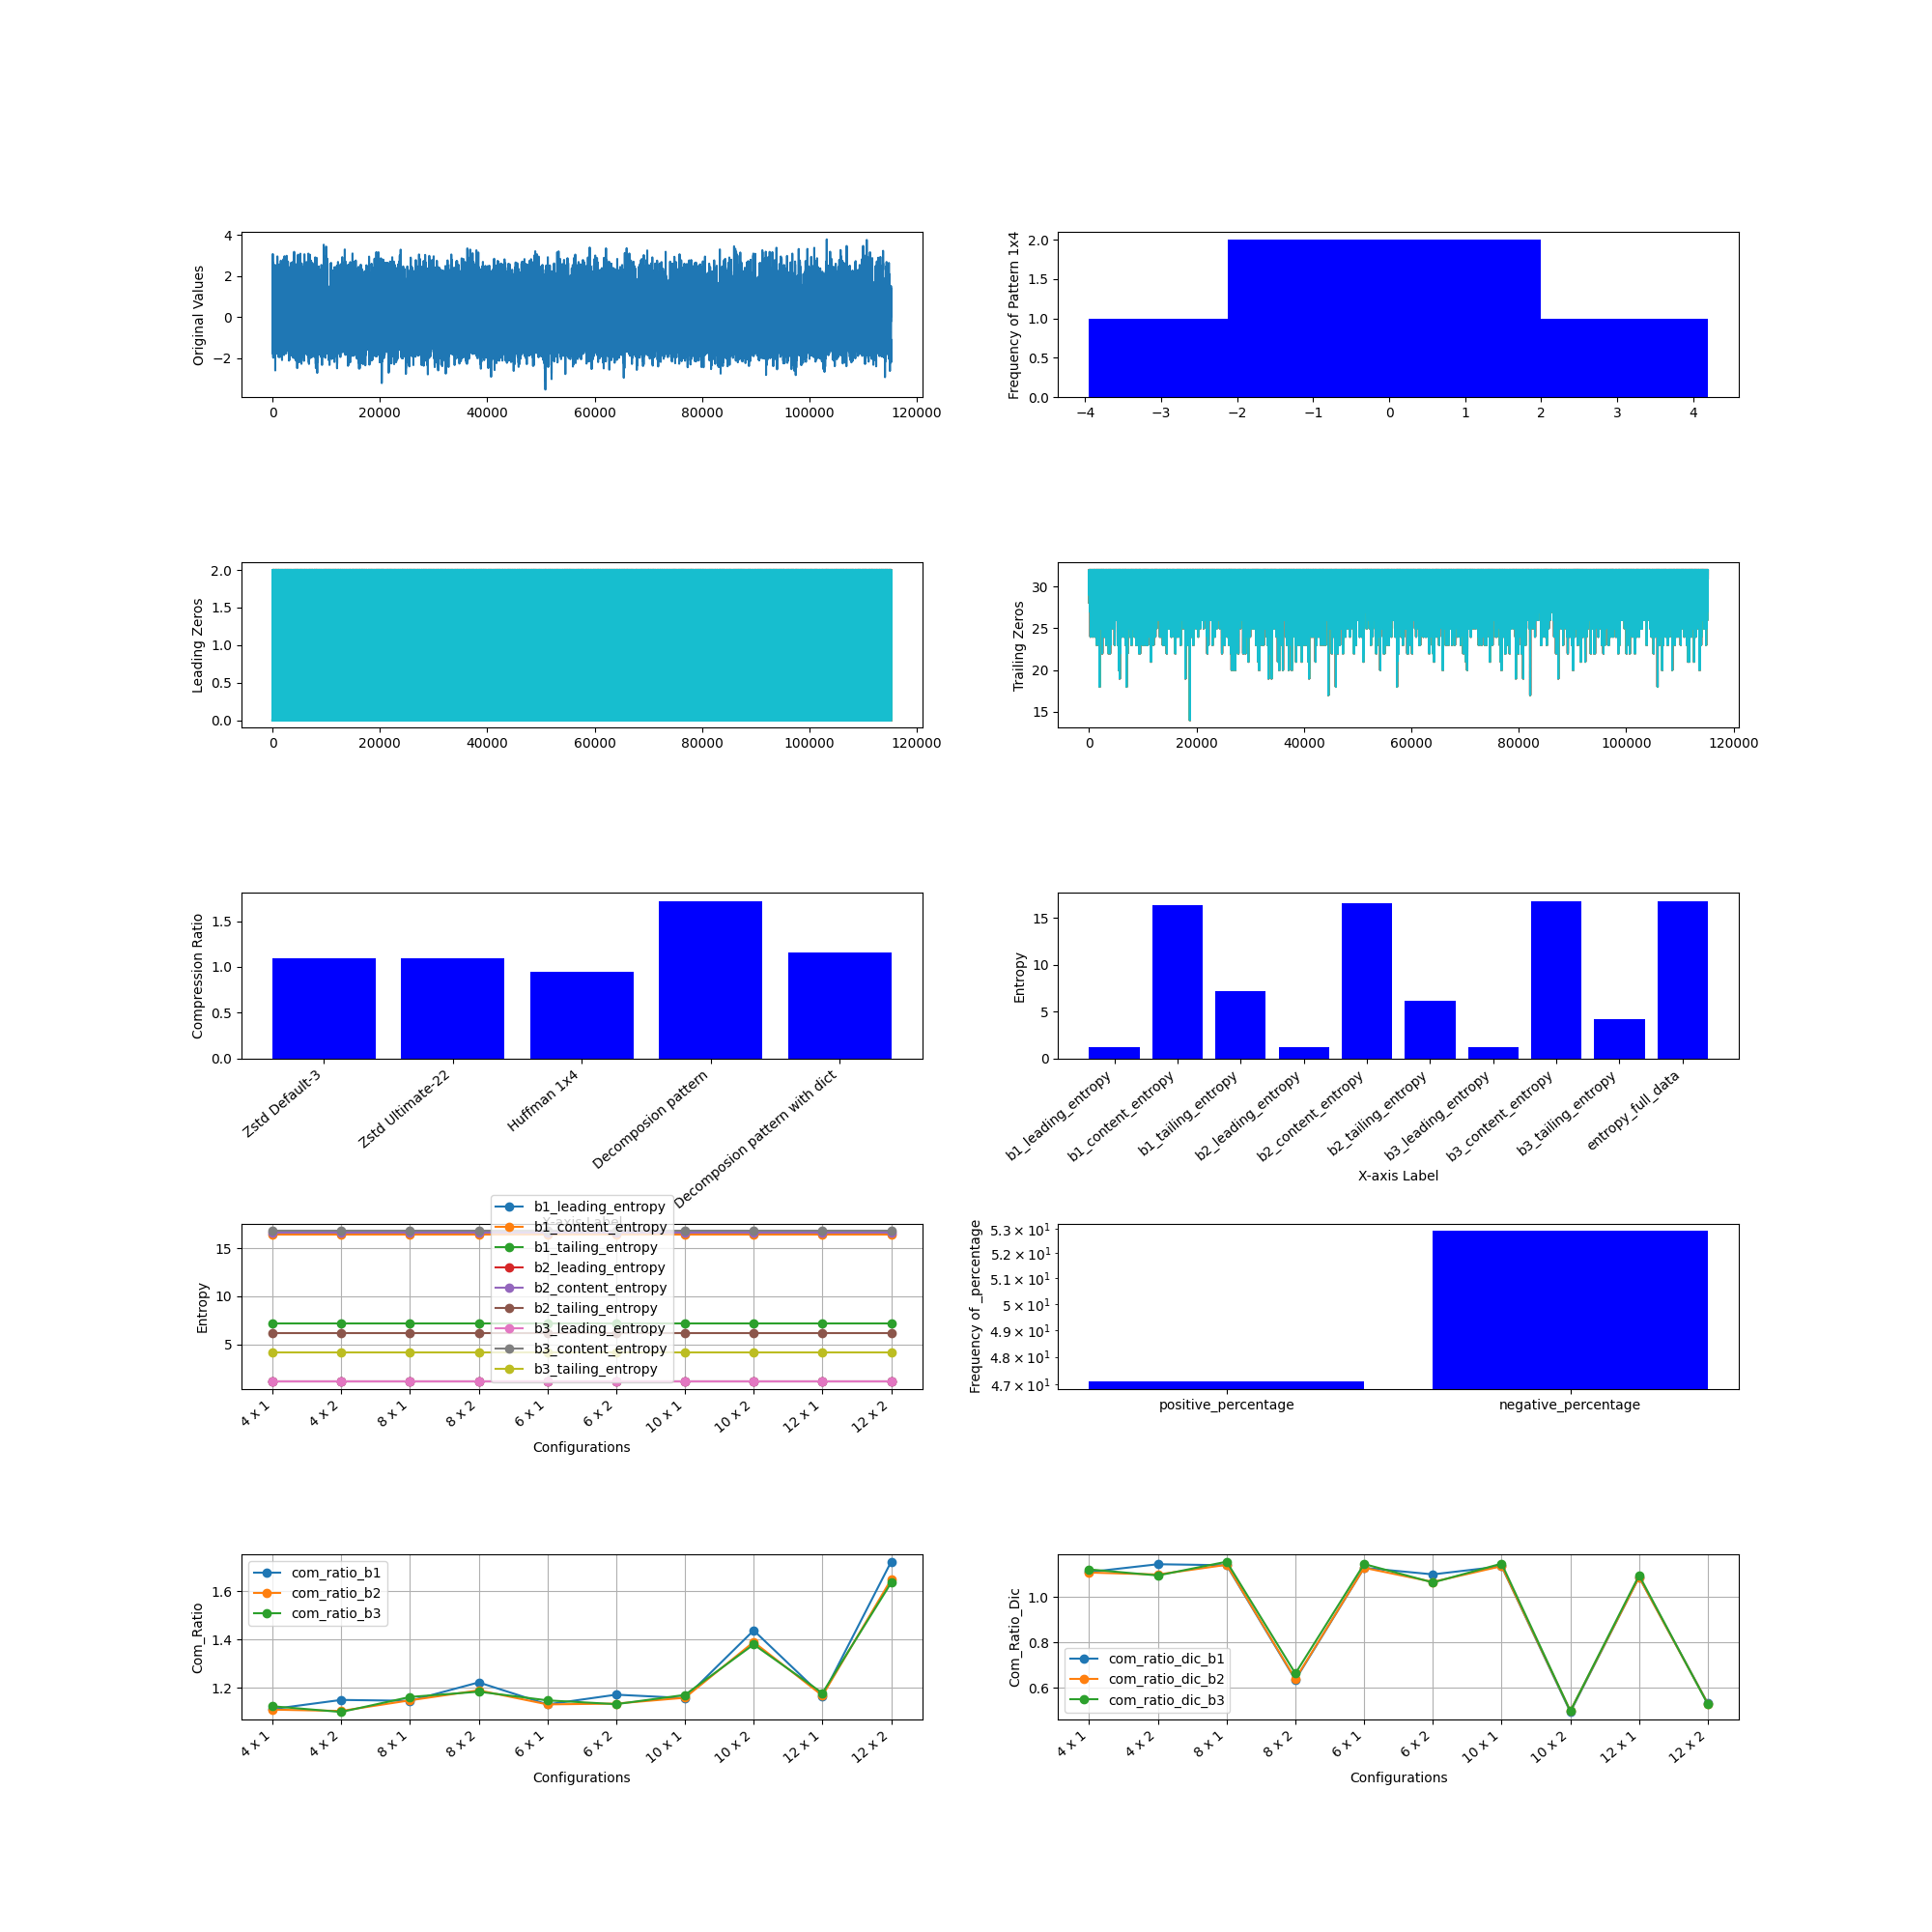 Original Values
4
2
0
−2
0 20000 40000 60000 80000 100000 120000
Frequency of Pattern 1x4
2.0
1.5
1.0
0.5
0.0
−4 −3 −2 −1 0 1 2 3 4
Leading Zeros
2.0
1.5
1.0
0.5
0.0
0 20000 40000 60000 80000 100000 120000
Trailing Zeros
30
25
20
15
0 20000 40000 60000 80000 100000 120000
Compression Ratio
1.5
1.0
0.5
0.0
Zstd Default-3
Zstd Ultimate-22
Huffman 1x4
Decomposion pattern
Decomposion pattern with dict
X-axis Label
Entropy
15
10
5
0
b1_leading_entropy
b1_content_entropy
b1_tailing_entropy
b2_leading_entropy
b2_content_entropy
b2_tailing_entropy
b3_leading_entropy
b3_content_entropy
b3_tailing_entropy
entropy_full_data
X-axis Label
Entropy
15
10
5
b1_leading_entropy
b1_content_entropy
b1_tailing_entropy
b2_leading_entropy
b2_content_entropy
b2_tailing_entropy
b3_leading_entropy
b3_content_entropy
b3_tailing_entropy
4 x 1
4 x 2
8 x 1
8 x 2
6 x 1
6 x 2
10 x 1
10 x 2
12 x 1
12 x 2
Configurations
Frequency of _percentage
5.3 × 10¹
5.2 × 10¹
5.1 × 10¹
5 × 10¹
4.9 × 10¹
4.8 × 10¹
4.7 × 10¹
positive_percentage negative_percentage
Com_Ratio
1.6
1.4
1.2
com_ratio_b1
com_ratio_b2
com_ratio_b3
4 x 1
4 x 2
8 x 1
8 x 2
6 x 1
6 x 2
10 x 1
10 x 2
12 x 1
12 x 2
Configurations
Com_Ratio_Dic
1.0
0.8
0.6
com_ratio_dic_b1
com_ratio_dic_b2
com_ratio_dic_b3
4 x 1
4 x 2
8 x 1
8 x 2
6 x 1
6 x 2
10 x 1
10 x 2
12 x 1
12 x 2
Configurations